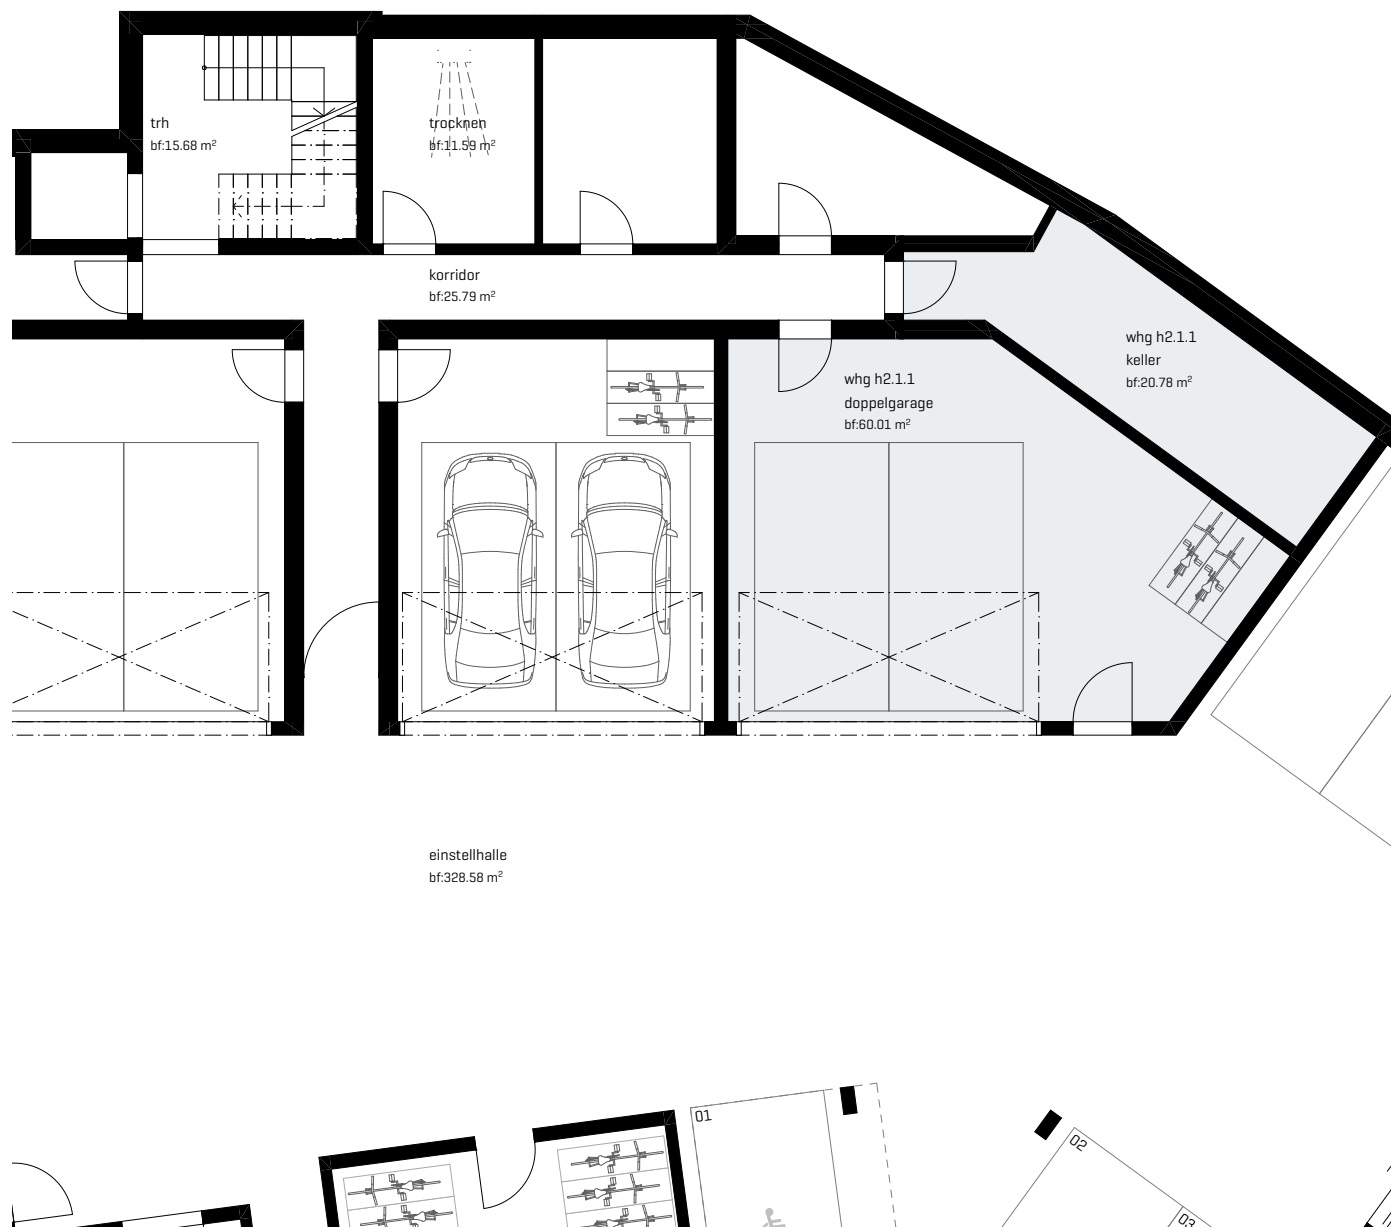 trh
bf:15.68 m²
trocknen
bf:11.59 m²
korridor
bf:25.79 m²
whg h2.1.1
keller
bf:20.78 m²
whg h2.1.1
doppelgarage
bf:60.01 m²
einstellhalle
bf:328.58 m²
01
02
03